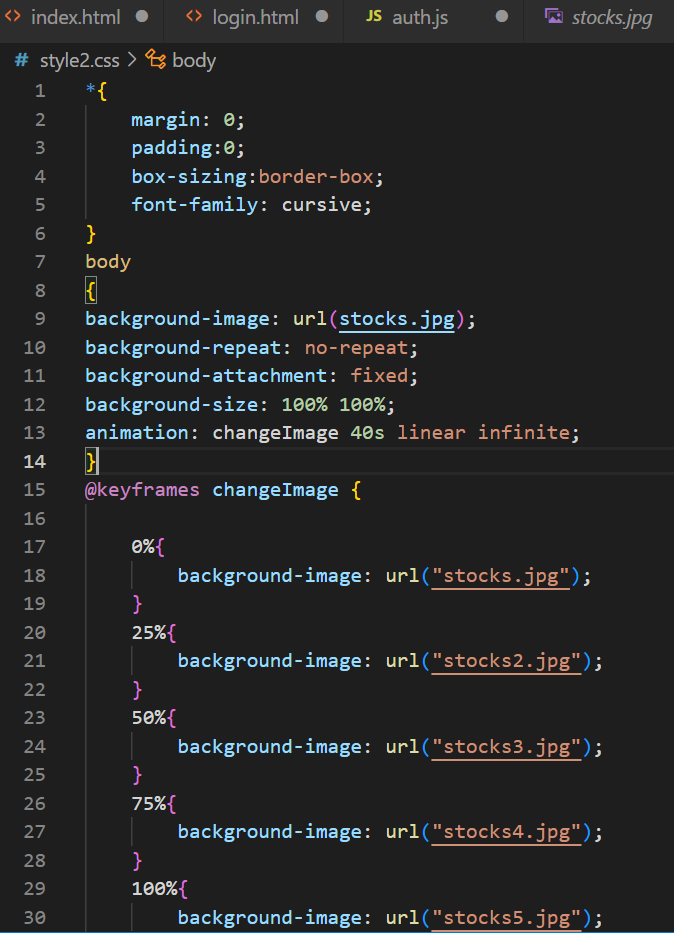 index.html login.html JS auth.js stocks.jpg
# style2.css > body
1 *{
2 margin: 0;
3 padding:0;
4 box-sizing:border-box;
5 font-family: cursive;
6 }
7 body
8 {
9 background-image: url(stocks.jpg);
10 background-repeat: no-repeat;
11 background-attachment: fixed;
12 background-size: 100% 100%;
13 animation: changeImage 40s linear infinite;
14 }
15 @keyframes changeImage {
16
17 0%{
18 background-image: url("stocks.jpg");
19 }
20 25%{
21 background-image: url("stocks2.jpg");
22 }
23 50%{
24 background-image: url("stocks3.jpg");
25 }
26 75%{
27 background-image: url("stocks4.jpg");
28 }
29 100%{
30 background-image: url("stocks5.jpg");